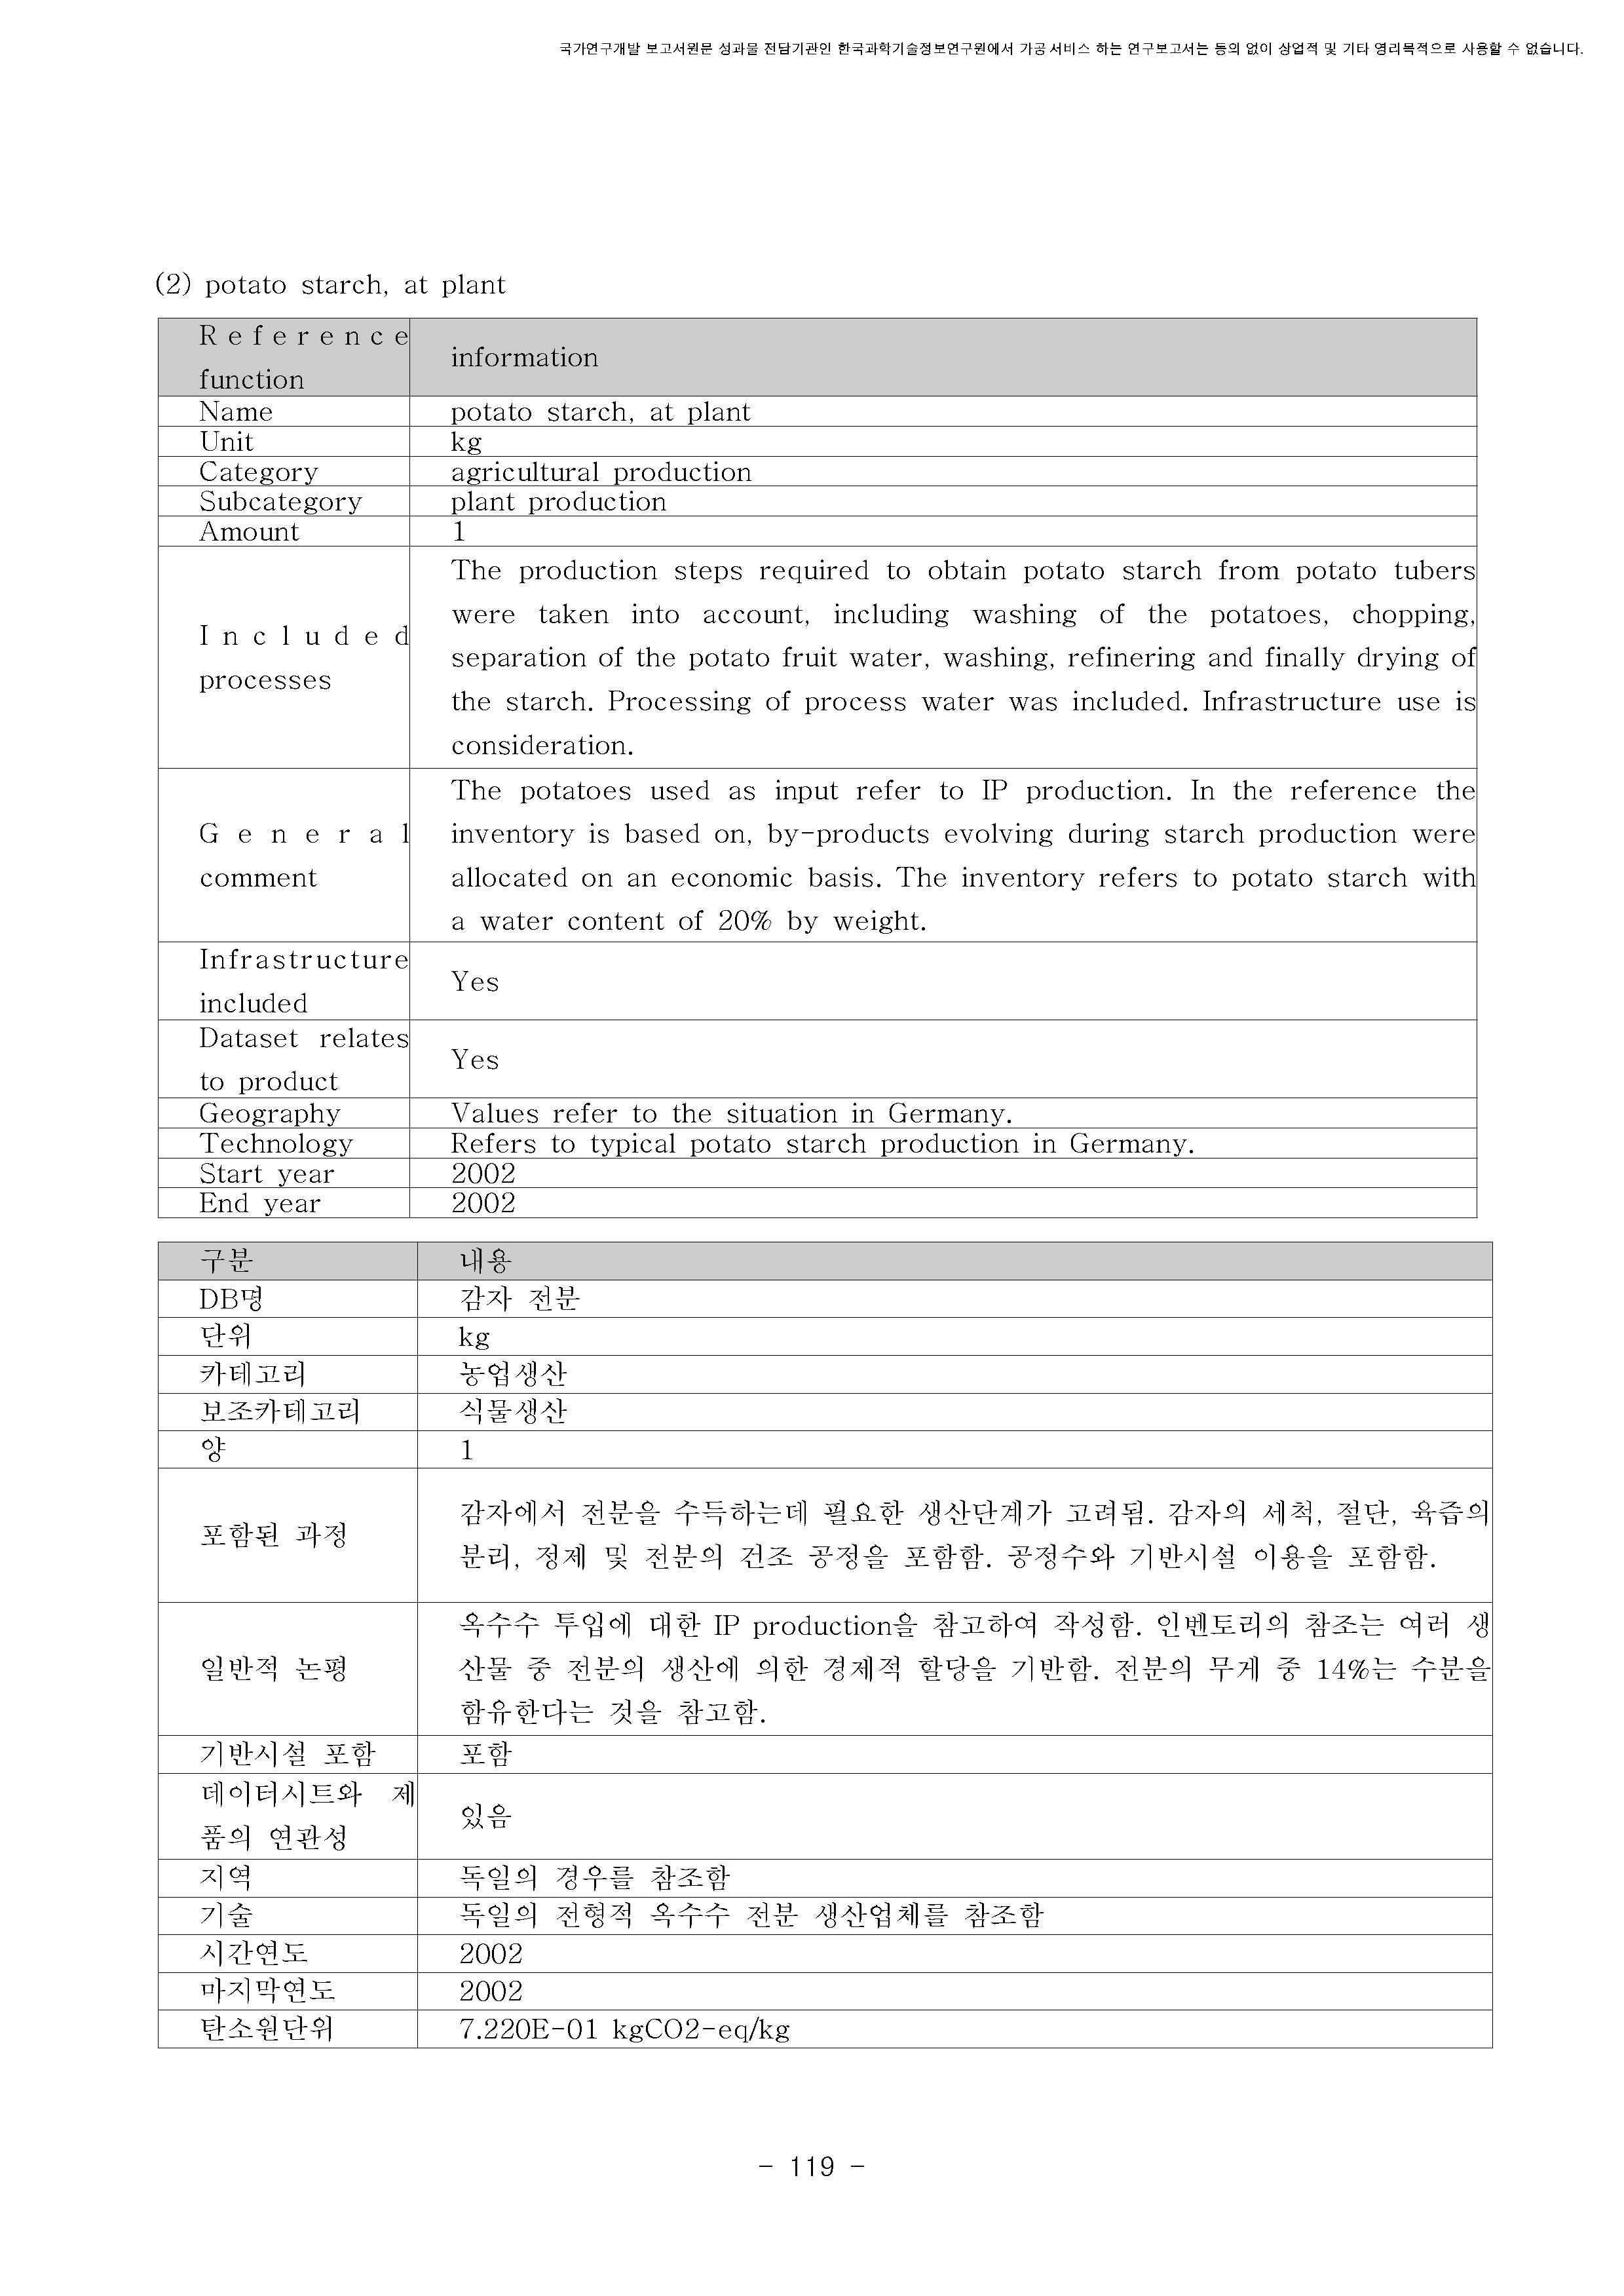 국가연구개발 보고서원문 성과물 전담기관인 한국과학기술정보연구원에서 가공·서비스 하는 연구보고서는 동의 없이 상업적 및 기타 영리목적으로 사용할 수 없습니다.
(2) potato starch, at plant
Reference
function
information
Name
potato starch, at plant
Unit
kg
Category
agricultural production
Subcategory
plant production
Amount
1
Included
processes
The production steps required to obtain potato starch from potato tubers
were taken into account, including washing of the potatoes, chopping,
separation of the potato fruit water, washing, refinering and finally drying of
the starch. Processing of process water was included. Infrastructure use is
consideration.
General
comment
The potatoes used as input refer to IP production. In the reference the
inventory is based on, by-products evolving during starch production were
allocated on an economic basis. The inventory refers to potato starch with
a water content of 20% by weight.
Infrastructure
included
Yes
Dataset relates
to product
Yes
Geography
Values refer to the situation in Germany.
Technology
Refers to typical potato starch production in Germany.
Start year
2002
End year
2002
구분
내용
DB명
감자 전분
단위
kg
카테고리
농업생산
보조카테고리
식물생산
양
1
포함된 과정
감자에서 전분을 수득하는데 필요한 생산단계가 고려됨. 감자의 세척, 절단, 육즙의
분리, 정제 및 전분의 건조 공정을 포함함. 공정수와 기반시설 이용을 포함함.
일반적 논평
옥수수 투입에 대한 IP production을 참고하여 작성함. 인벤토리의 참조는 여러 생
산물 중 전분의 생산에 의한 경제적 할당을 기반함. 전분의 무게 중 14%는 수분을
함유한다는 것을 참고함.
기반시설 포함
포함
데이터시트와 제
품의 연관성
있음
지역
독일의 경우를 참조함
기술
독일의 전형적 옥수수 전분 생산업체를 참조함
시간연도
2002
마지막연도
2002
탄소원단위
7.220E-01 kgCO2-eq/kg
- 119 -